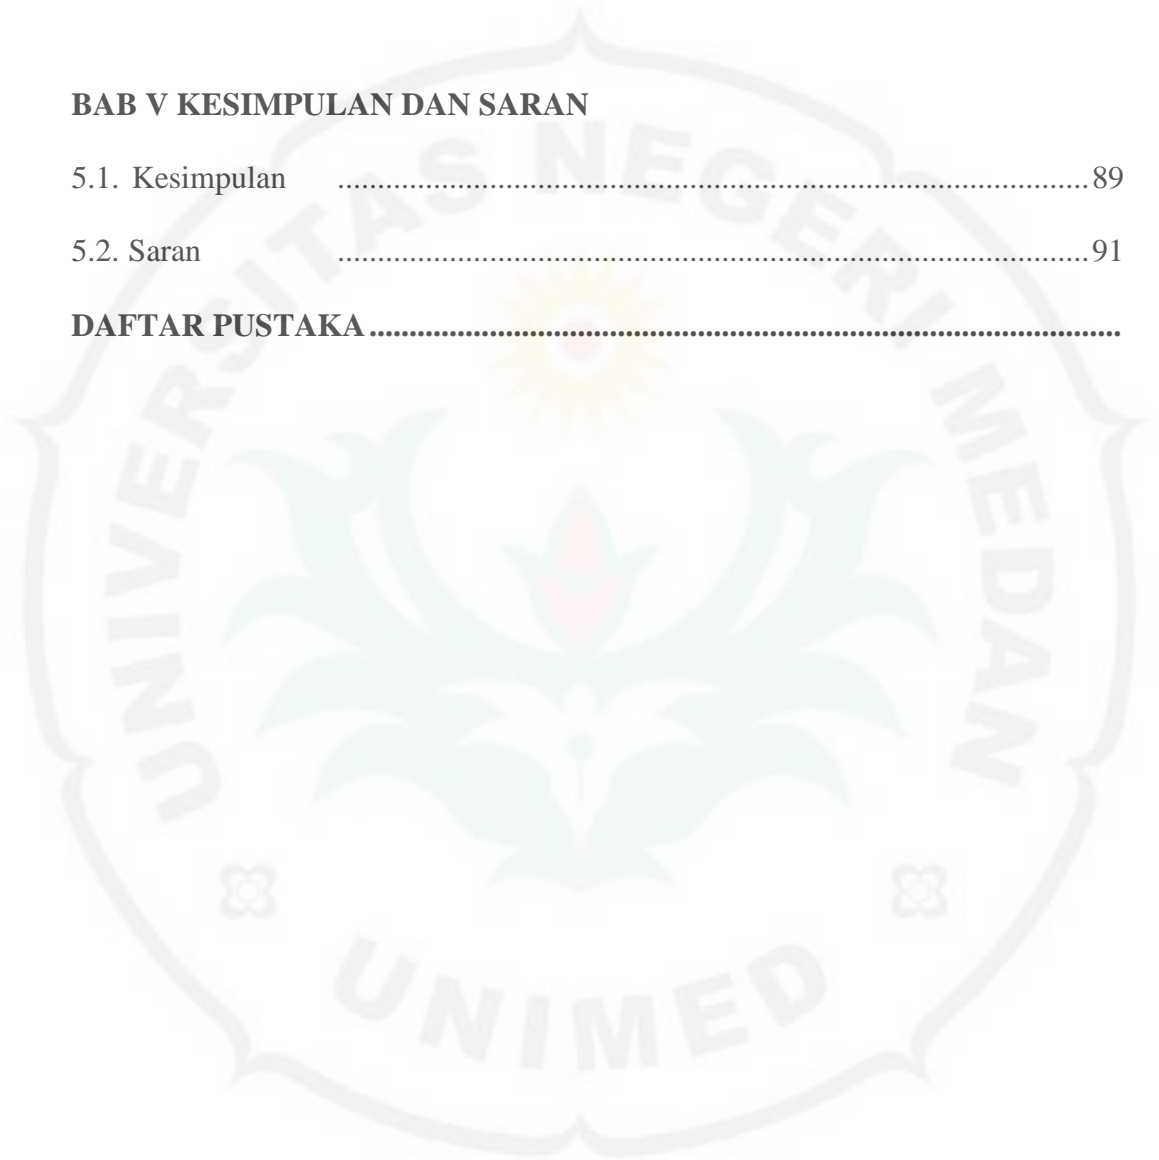 BAB V KESIMPULAN DAN SARAN
5.1. Kesimpulan ................................................................................................ 89
5.2. Saran ................................................................................................ 91
DAFTAR PUSTAKA ................................................................................................
UNIVERSITAS NEGERI MEDAN
UNIMED